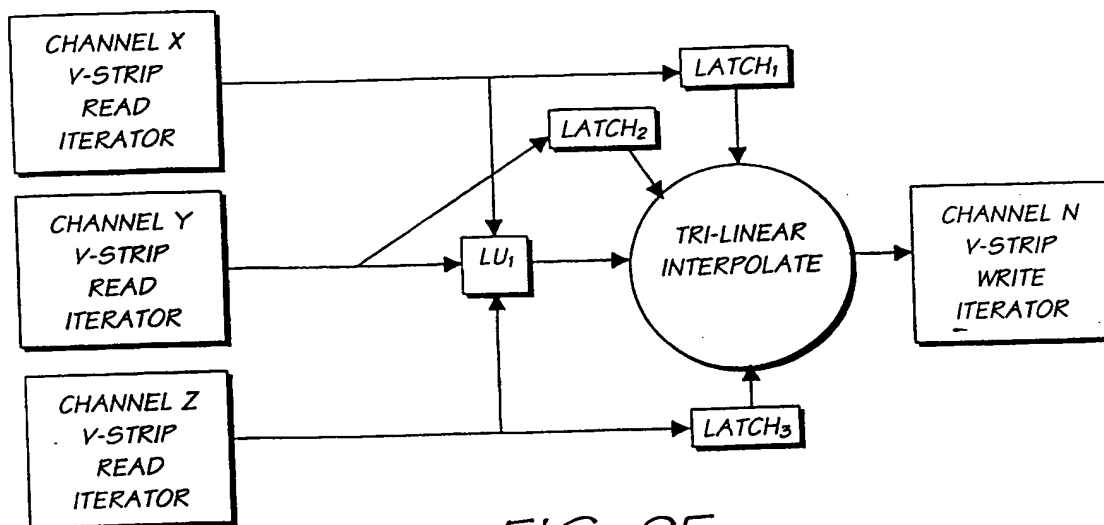 CHANNEL X
V-STRIP
READ
ITERATOR
LATCH₁
LATCH₂
CHANNEL Y
V-STRIP
READ
ITERATOR
LU₁
TRI-LINEAR
INTERPOLATE
CHANNEL N
V-STRIP
WRITE
ITERATOR
CHANNEL Z
V-STRIP
READ
ITERATOR
LATCH₃